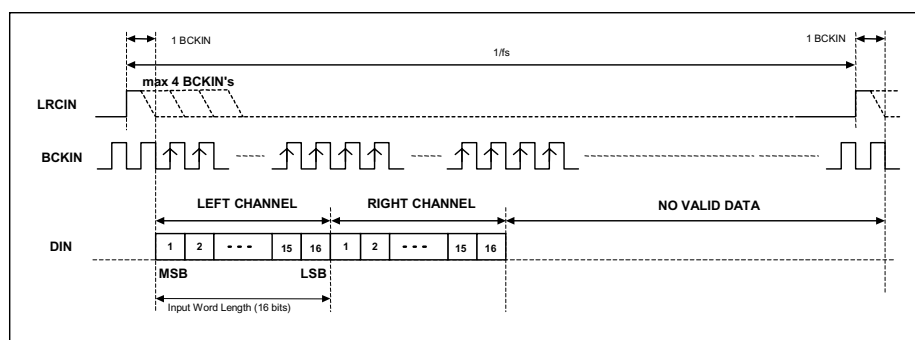 1 BCKIN
1 BCKIN
1/fs
max 4 BCKIN's
LRCIN
BCKIN
LEFT CHANNEL
RIGHT CHANNEL
NO VALID DATA
DIN
1 2 - - - 15 16 1 2 - - - 15 16
MSB
LSB
Input Word Length (16 bits)